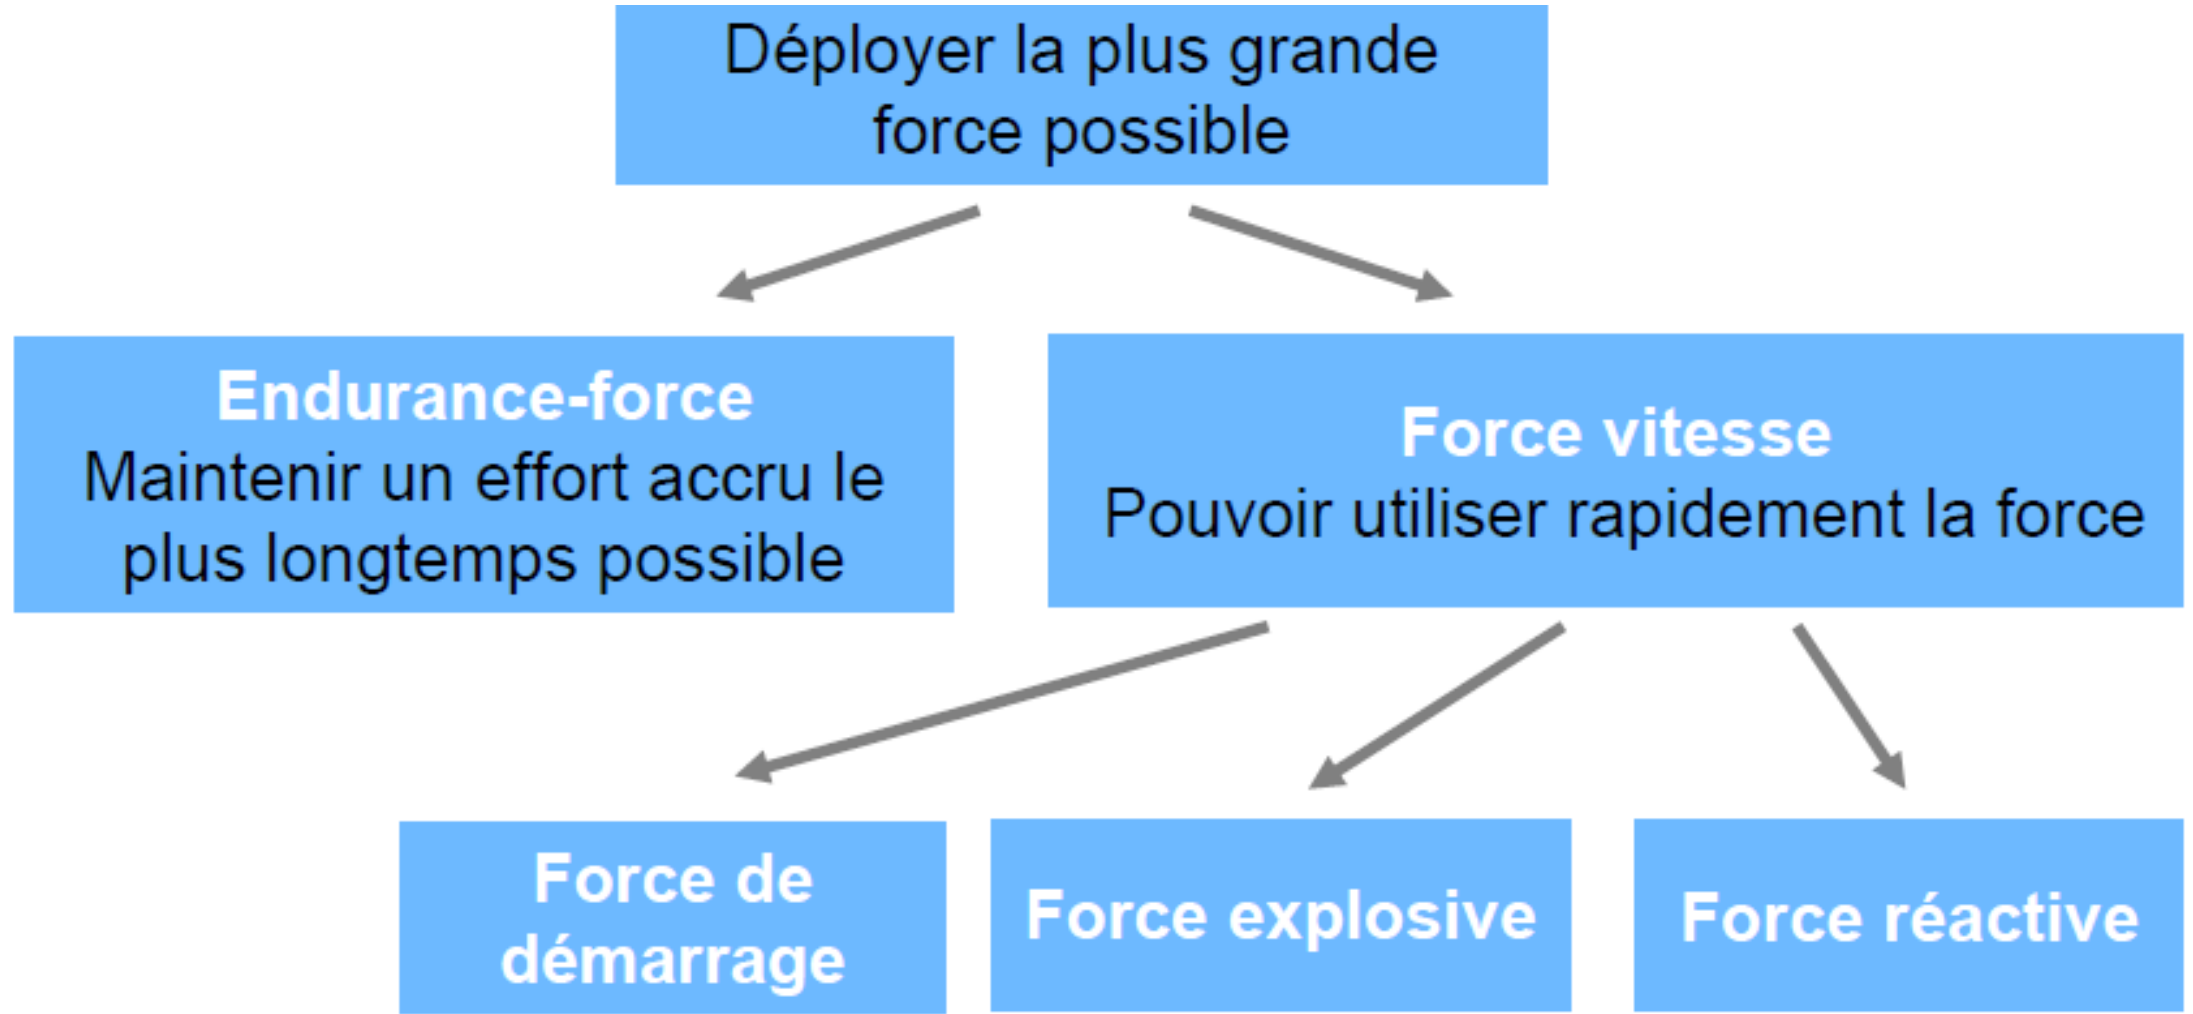 Déployer la plus grande
force possible
Endurance-force
Maintenir un effort accru le
plus longtemps possible
Force vitesse
Pouvoir utiliser rapidement la force
Force de
démarrage
Force explosive
Force réactive